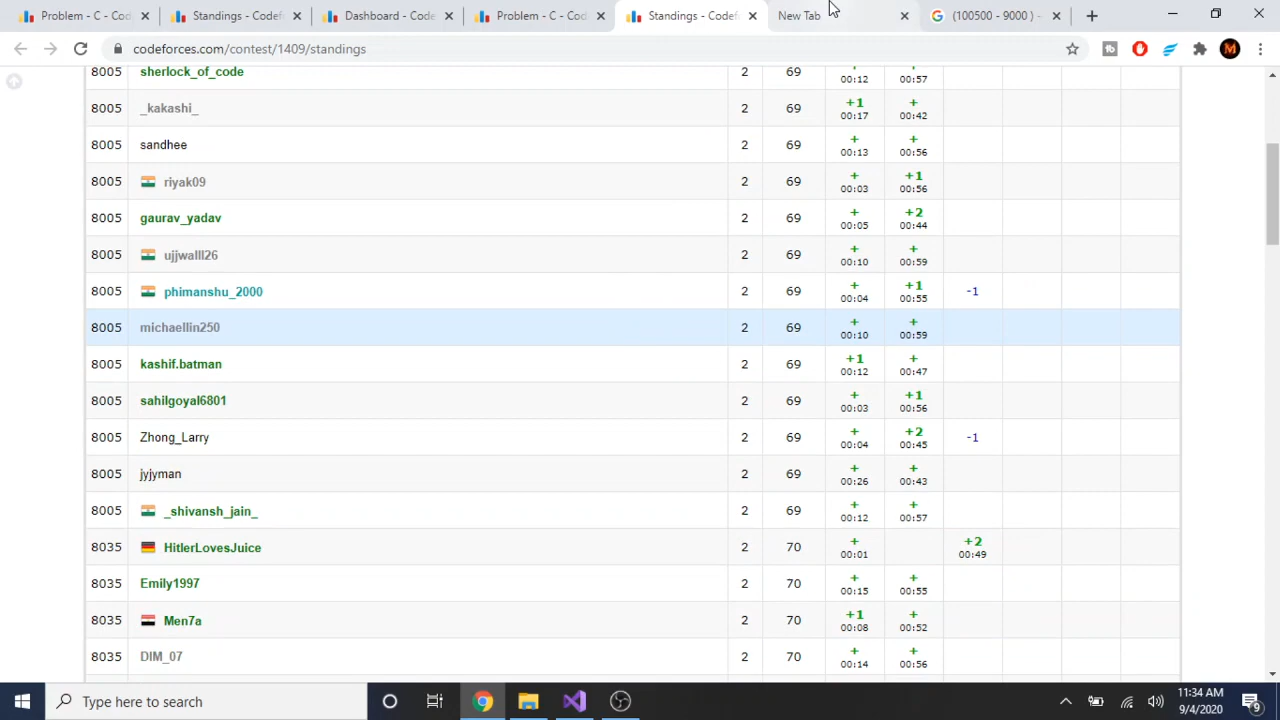 Problem - C - Code Standings - Codef Dashboard - Code Problem - C - Code Standings - Codef New Tab (100500 - 9000 ) -
codeforces.com/contest/1409/standings
8005 sherlock_of_code 2 69 + 00:12 + 00:57
8005 _kakashi_ 2 69 +1 00:17 + 00:42
8005 sandhee 2 69 + 00:13 + 00:56
8005 riyak09 2 69 + 00:03 +1 00:56
8005 gaurav_yadav 2 69 + 00:05 +2 00:44
8005 ujjwalll26 2 69 + 00:10 + 00:59
8005 phimanshu_2000 2 69 + 00:04 +1 00:55 -1
8005 michaellin250 2 69 + 00:10 + 00:59
8005 kashif.batman 2 69 +1 00:12 + 00:47
8005 sahilgoyal6801 2 69 + 00:03 +1 00:56
8005 Zhong_Larry 2 69 + 00:04 +2 00:45 -1
8005 jyjyman 2 69 + 00:26 + 00:43
8005 _shivansh_jain_ 2 69 + 00:12 + 00:57
8035 HitlerLovesJuice 2 70 + 00:01 +2 00:49
8035 Emily1997 2 70 + 00:15 + 00:55
8035 Men7a 2 70 +1 00:08 + 00:52
8035 DIM_07 2 70 + 00:14 + 00:56
Type here to search 11:34 AM
9/4/2020 9